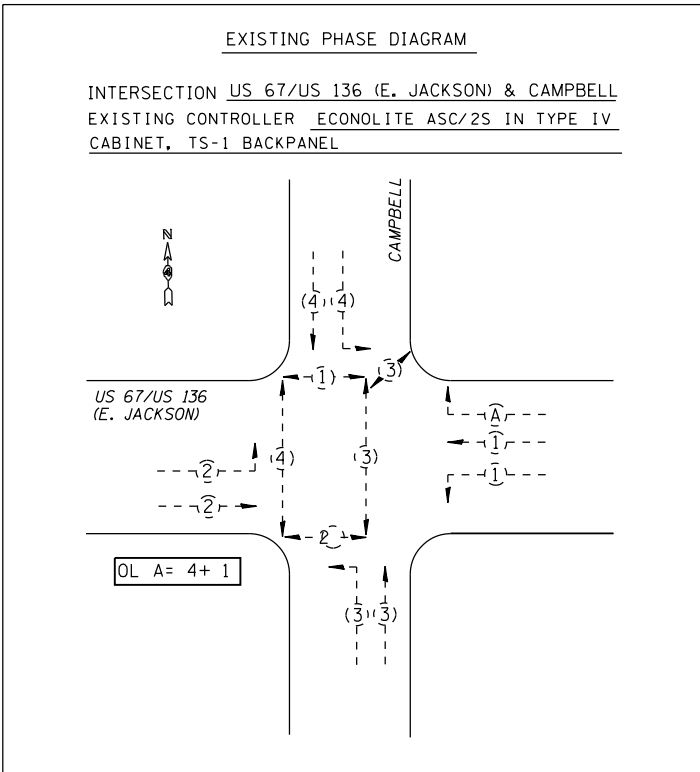 EXISTING PHASE DIAGRAM
INTERSECTION US 67/US 136 (E. JACKSON) & CAMPBELL
EXISTING CONTROLLER ECONOLITE ASC/2S IN TYPE IV
CABINET, TS-1 BACKPANEL
CAMPBELL
N
4 4
1 3
US 67/US 136
(E. JACKSON)
A
1
4 3 1
2
2
2
OL A= 4+ 1
3 3